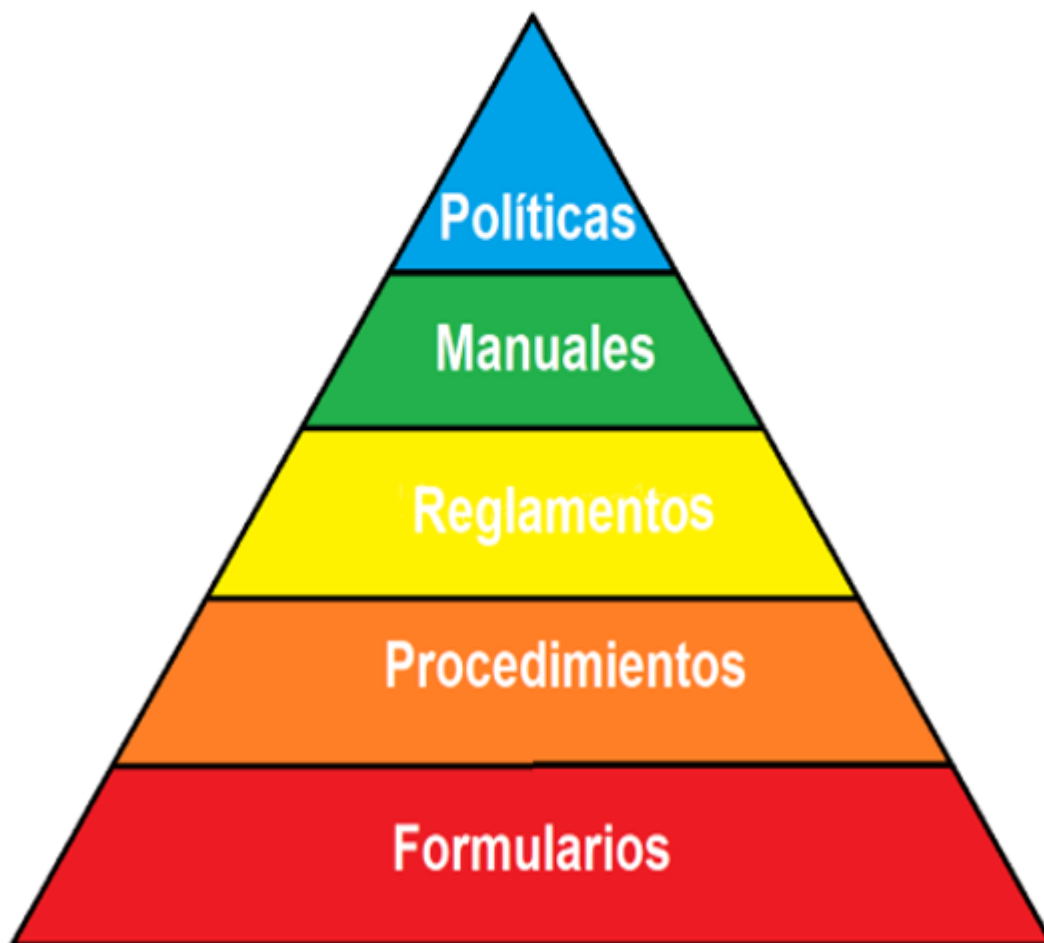 Políticas
Manuales
Reglamentos
Procedimientos
Formularios